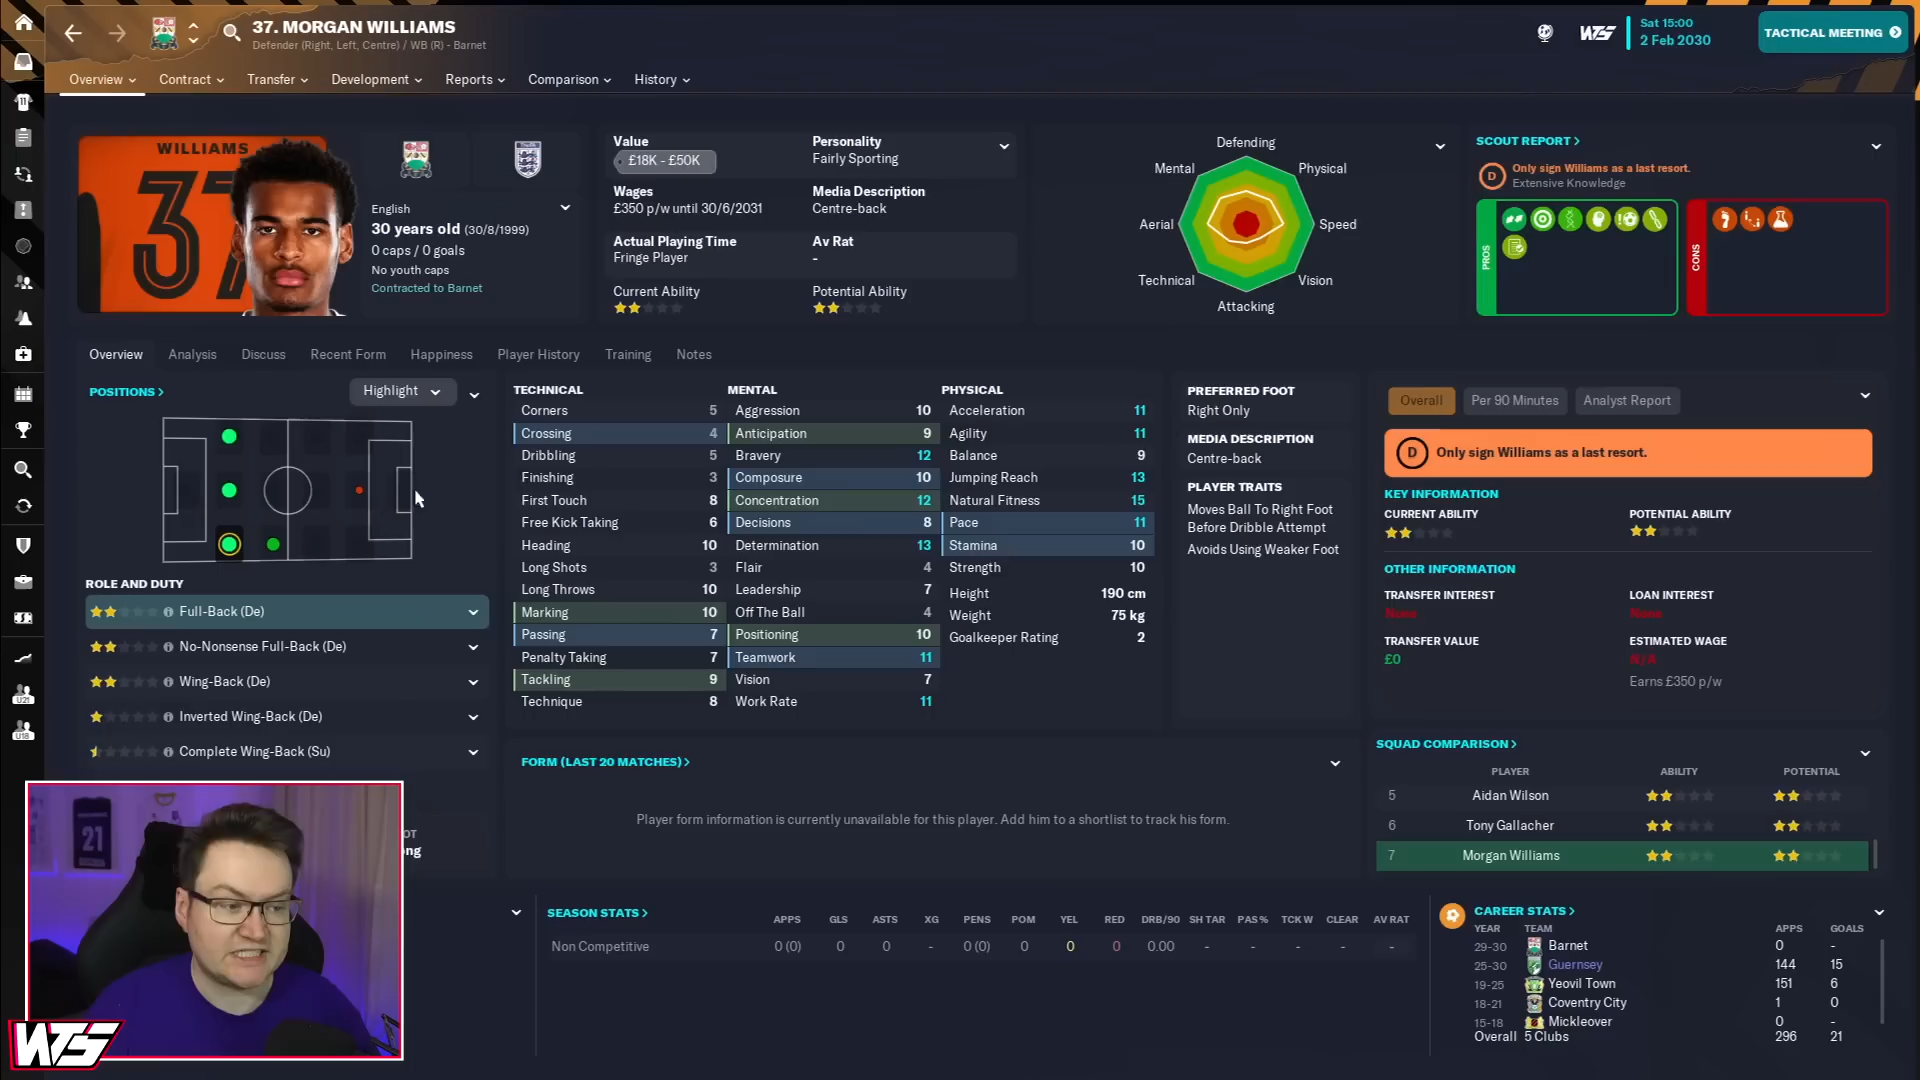 37. MORGAN WILLIAMS
Defender (Right, Left, Centre) / WB (R) - Barnet
WTS
Sat 15:00
2 Feb 2030
TACTICAL MEETING
Overview
Contract
Transfer
Development
Reports
Comparison
History
WILLIAMS
37
English
30 years old (30/8/1999)
0 caps / 0 goals
No youth caps
Contracted to Barnet
Value
£18K - £50K
Personality
Fairly Sporting
Wages
£350 p/w until 30/6/2031
Media Description
Centre-back
Actual Playing Time
Fringe Player
Av Rat
-
Current Ability
Potential Ability
Defending
Physical
Speed
Vision
Attacking
Technical
Aerial
Mental
SCOUT REPORT >
D
Only sign Williams as a last resort.
Extensive Knowledge
PROS
CONS
Overview
Analysis
Discuss
Recent Form
Happiness
Player History
Training
Notes
POSITIONS >
Highlight
ROLE AND DUTY
Full-Back (De)
No-Nonsense Full-Back (De)
Wing-Back (De)
Inverted Wing-Back (De)
Complete Wing-Back (Su)
TECHNICAL
Corners 5
Crossing 4
Dribbling 5
Finishing 3
First Touch 8
Free Kick Taking 6
Heading 10
Long Shots 3
Long Throws 10
Marking 10
Passing 7
Penalty Taking 7
Tackling 9
Technique 8
MENTAL
Aggression 10
Anticipation 9
Bravery 12
Composure 10
Concentration 12
Decisions 8
Determination 13
Flair 4
Leadership 7
Off The Ball 4
Positioning 10
Teamwork 11
Vision 7
Work Rate 11
PHYSICAL
Acceleration 11
Agility 11
Balance 9
Jumping Reach 13
Natural Fitness 15
Pace 11
Stamina 10
Strength 10
Height 190 cm
Weight 75 kg
Goalkeeper Rating 2
PREFERRED FOOT
Right Only
MEDIA DESCRIPTION
Centre-back
PLAYER TRAITS
Moves Ball To Right Foot
Before Dribble Attempt
Avoids Using Weaker Foot
Overall
Per 90 Minutes
Analyst Report
D
Only sign Williams as a last resort.
KEY INFORMATION
CURRENT ABILITY
POTENTIAL ABILITY
OTHER INFORMATION
TRANSFER INTEREST
None
LOAN INTEREST
None
TRANSFER VALUE
£0
ESTIMATED WAGE
N/A
Earns £350 p/w
SQUAD COMPARISON >
PLAYER ABILITY POTENTIAL
5 Aidan Wilson
6 Tony Gallacher
7 Morgan Williams
FORM (LAST 20 MATCHES) >
Player form information is currently unavailable for this player. Add him to a shortlist to track his form.
SEASON STATS >
APPS GLS ASTS XG PENS POM YEL RED DRB/90 SH TAR PAS % TCK W CLEAR AV RAT
Non Competitive 0 (0) 0 0 - 0 (0) 0 0 0 0.00 - - - - -
CAREER STATS >
YEAR TEAM APPS GOALS
29-30 Barnet 0 -
25-30 Guernsey 144 15
19-25 Yeovil Town 151 6
18-21 Coventry City 1 0
15-18 Mickleover 0 -
Overall 5 Clubs 296 21
21
WTS
11
U21
U18